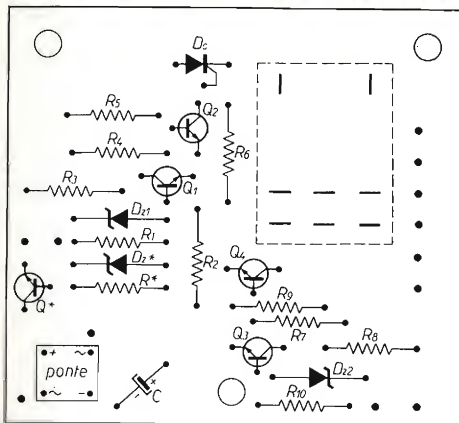 Dc
R5
Q2
R4
R6
R3
Q1
Dz1
R1
R2
Dz*
Q4
R*
Q*
R9
R7
Q3
R8
+ ~
ponte
~ -
+
C
-
Dz2
R10